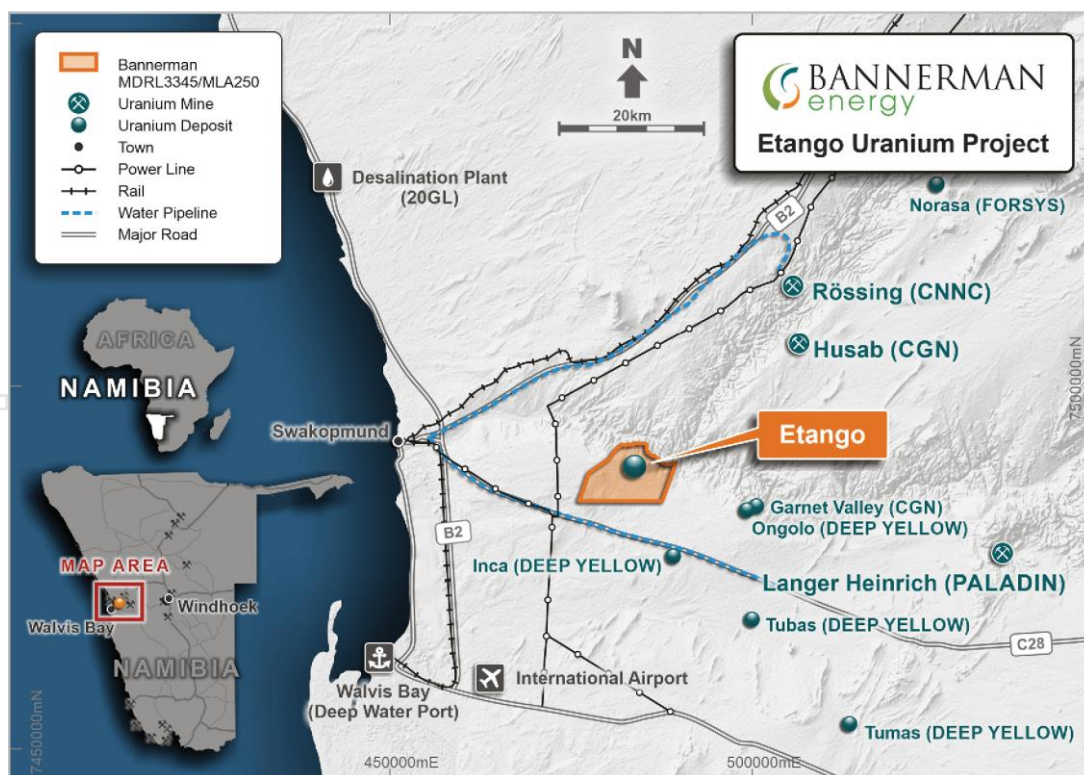 Bannerman
MDRL3345/MLA250
Uranium Mine
Uranium Deposit
Town
Power Line
Rail
Water Pipeline
Major Road
N
20km
BANNERMAN
energy
Etango Uranium Project
Desalination Plant
(20GL)
B2
Norasa (FORSYS)
Rössing (CNNC)
Husab (CGN)
7500000mN
AFRICA
NAMIBIA
Swakopmund
Etango
Garnet Valley (CGN)
Ongolo (DEEP YELLOW)
B2
Inca (DEEP YELLOW)
Langer Heinrich (PALADIN)
MAP AREA
Windhoek
Walvis Bay
NAMIBIA
Tubas (DEEP YELLOW)
C28
Walvis Bay
(Deep Water Port)
International Airport
Tumas (DEEP YELLOW)
7450000mN
450000mE
500000mE